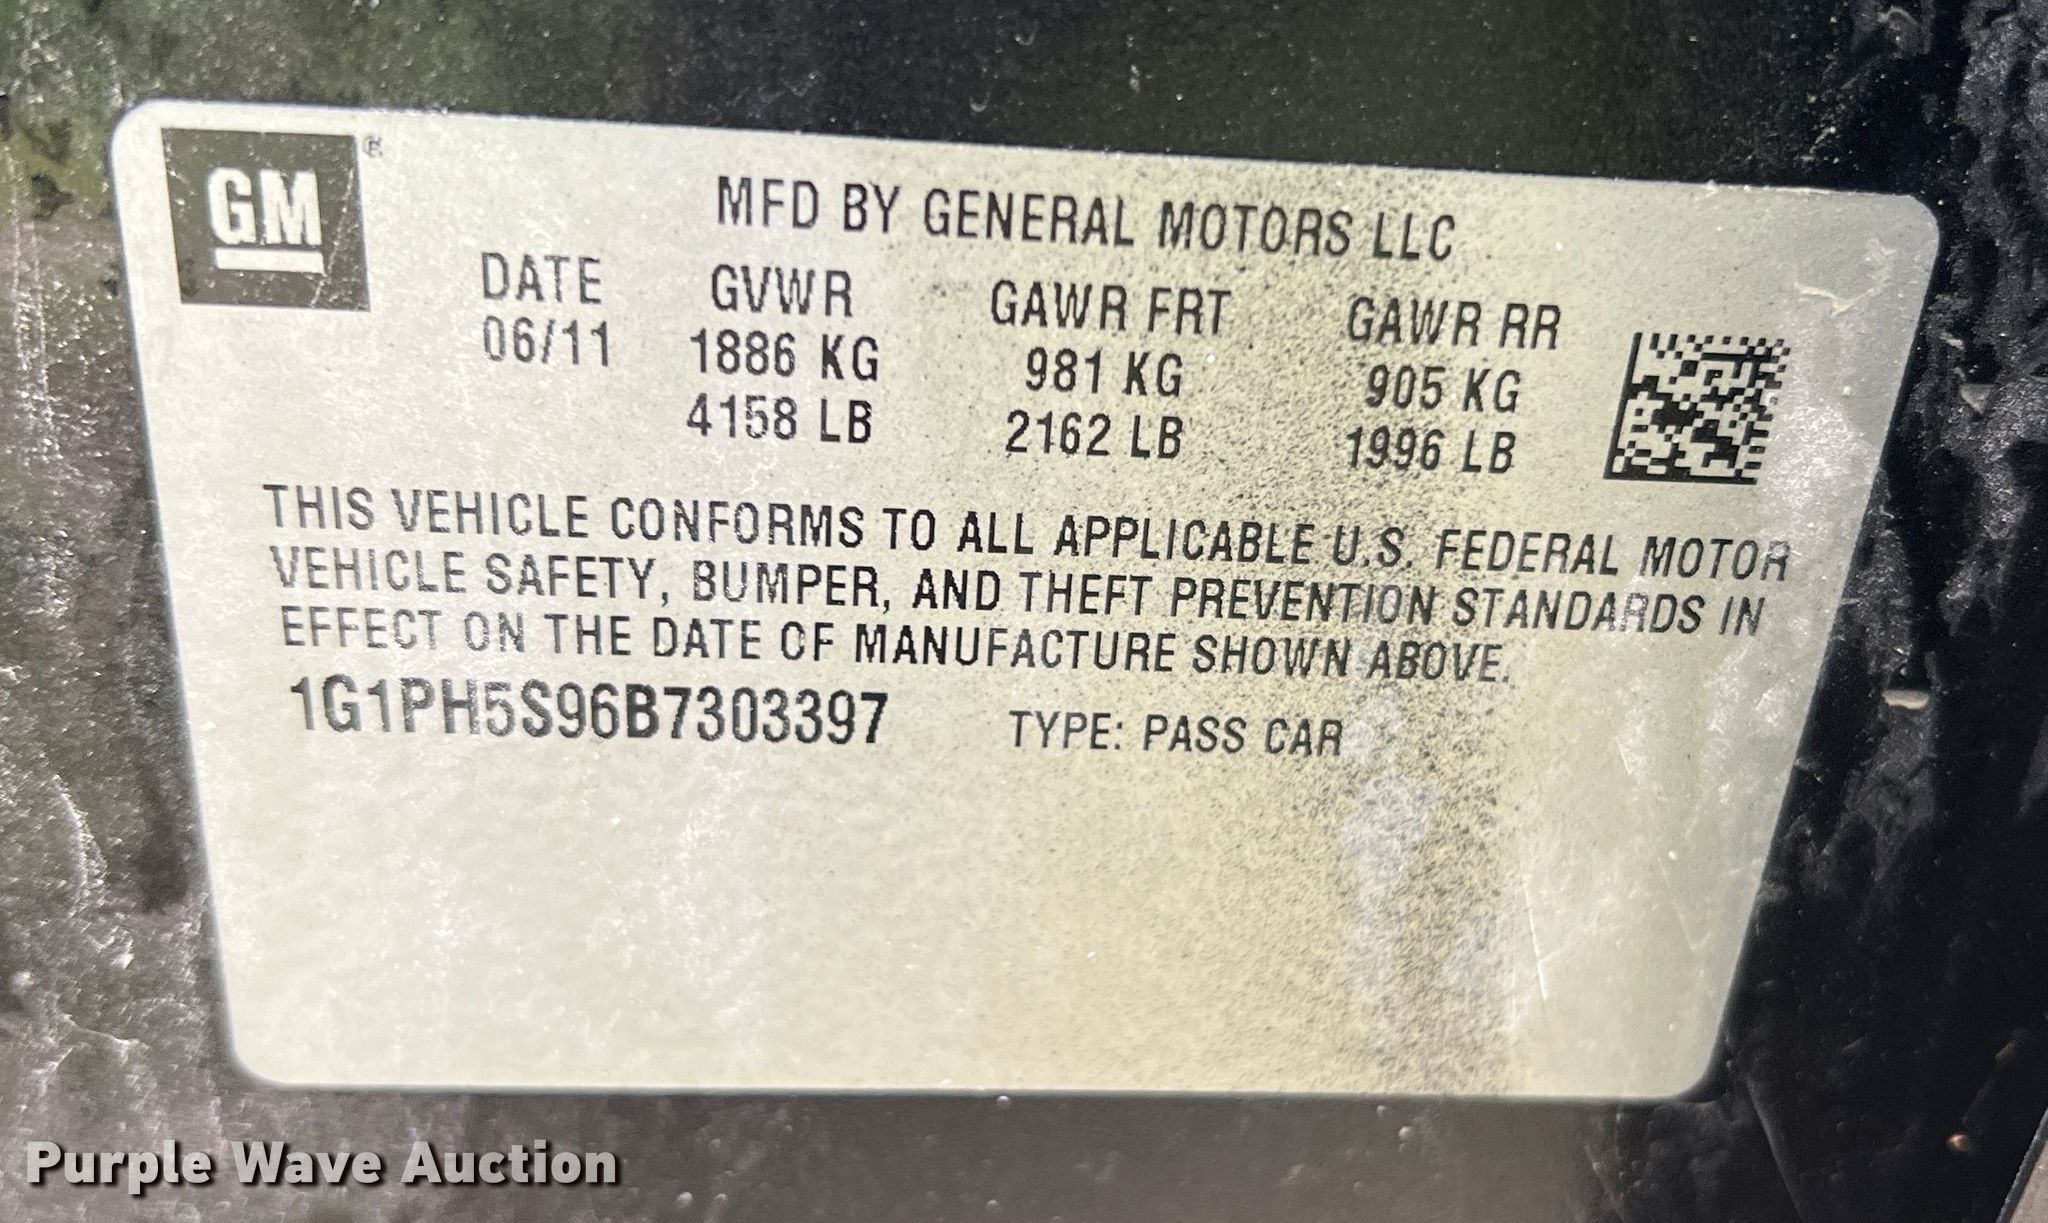 GM®
MFD BY GENERAL MOTORS LLC
DATE GVWR GAWR FRT GAWR RR
06/11 1886 KG 981 KG 905 KG
4158 LB 2162 LB 1996 LB
THIS VEHICLE CONFORMS TO ALL APPLICABLE U.S. FEDERAL MOTOR
VEHICLE SAFETY, BUMPER, AND THEFT PREVENTION STANDARDS IN
EFFECT ON THE DATE OF MANUFACTURE SHOWN ABOVE.
1G1PH5S96B7303397 TYPE: PASS CAR
Purple Wave Auction